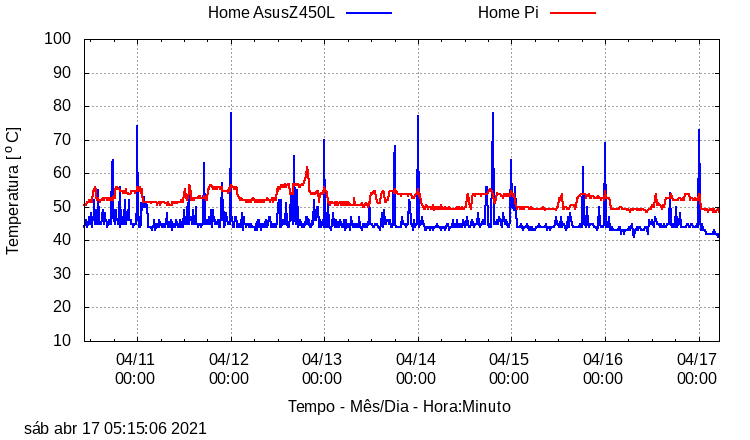 Home AsusZ450L Home Pi
100
90
80
70
60
50
40
30
20
10
Temperatura [ º C]
04/11 04/12 04/13 04/14 04/15 04/16 04/17
00:00 00:00 00:00 00:00 00:00 00:00 00:00
Tempo - Mês/Dia - Hora:Minuto
sáb abr 17 05:15:06 2021